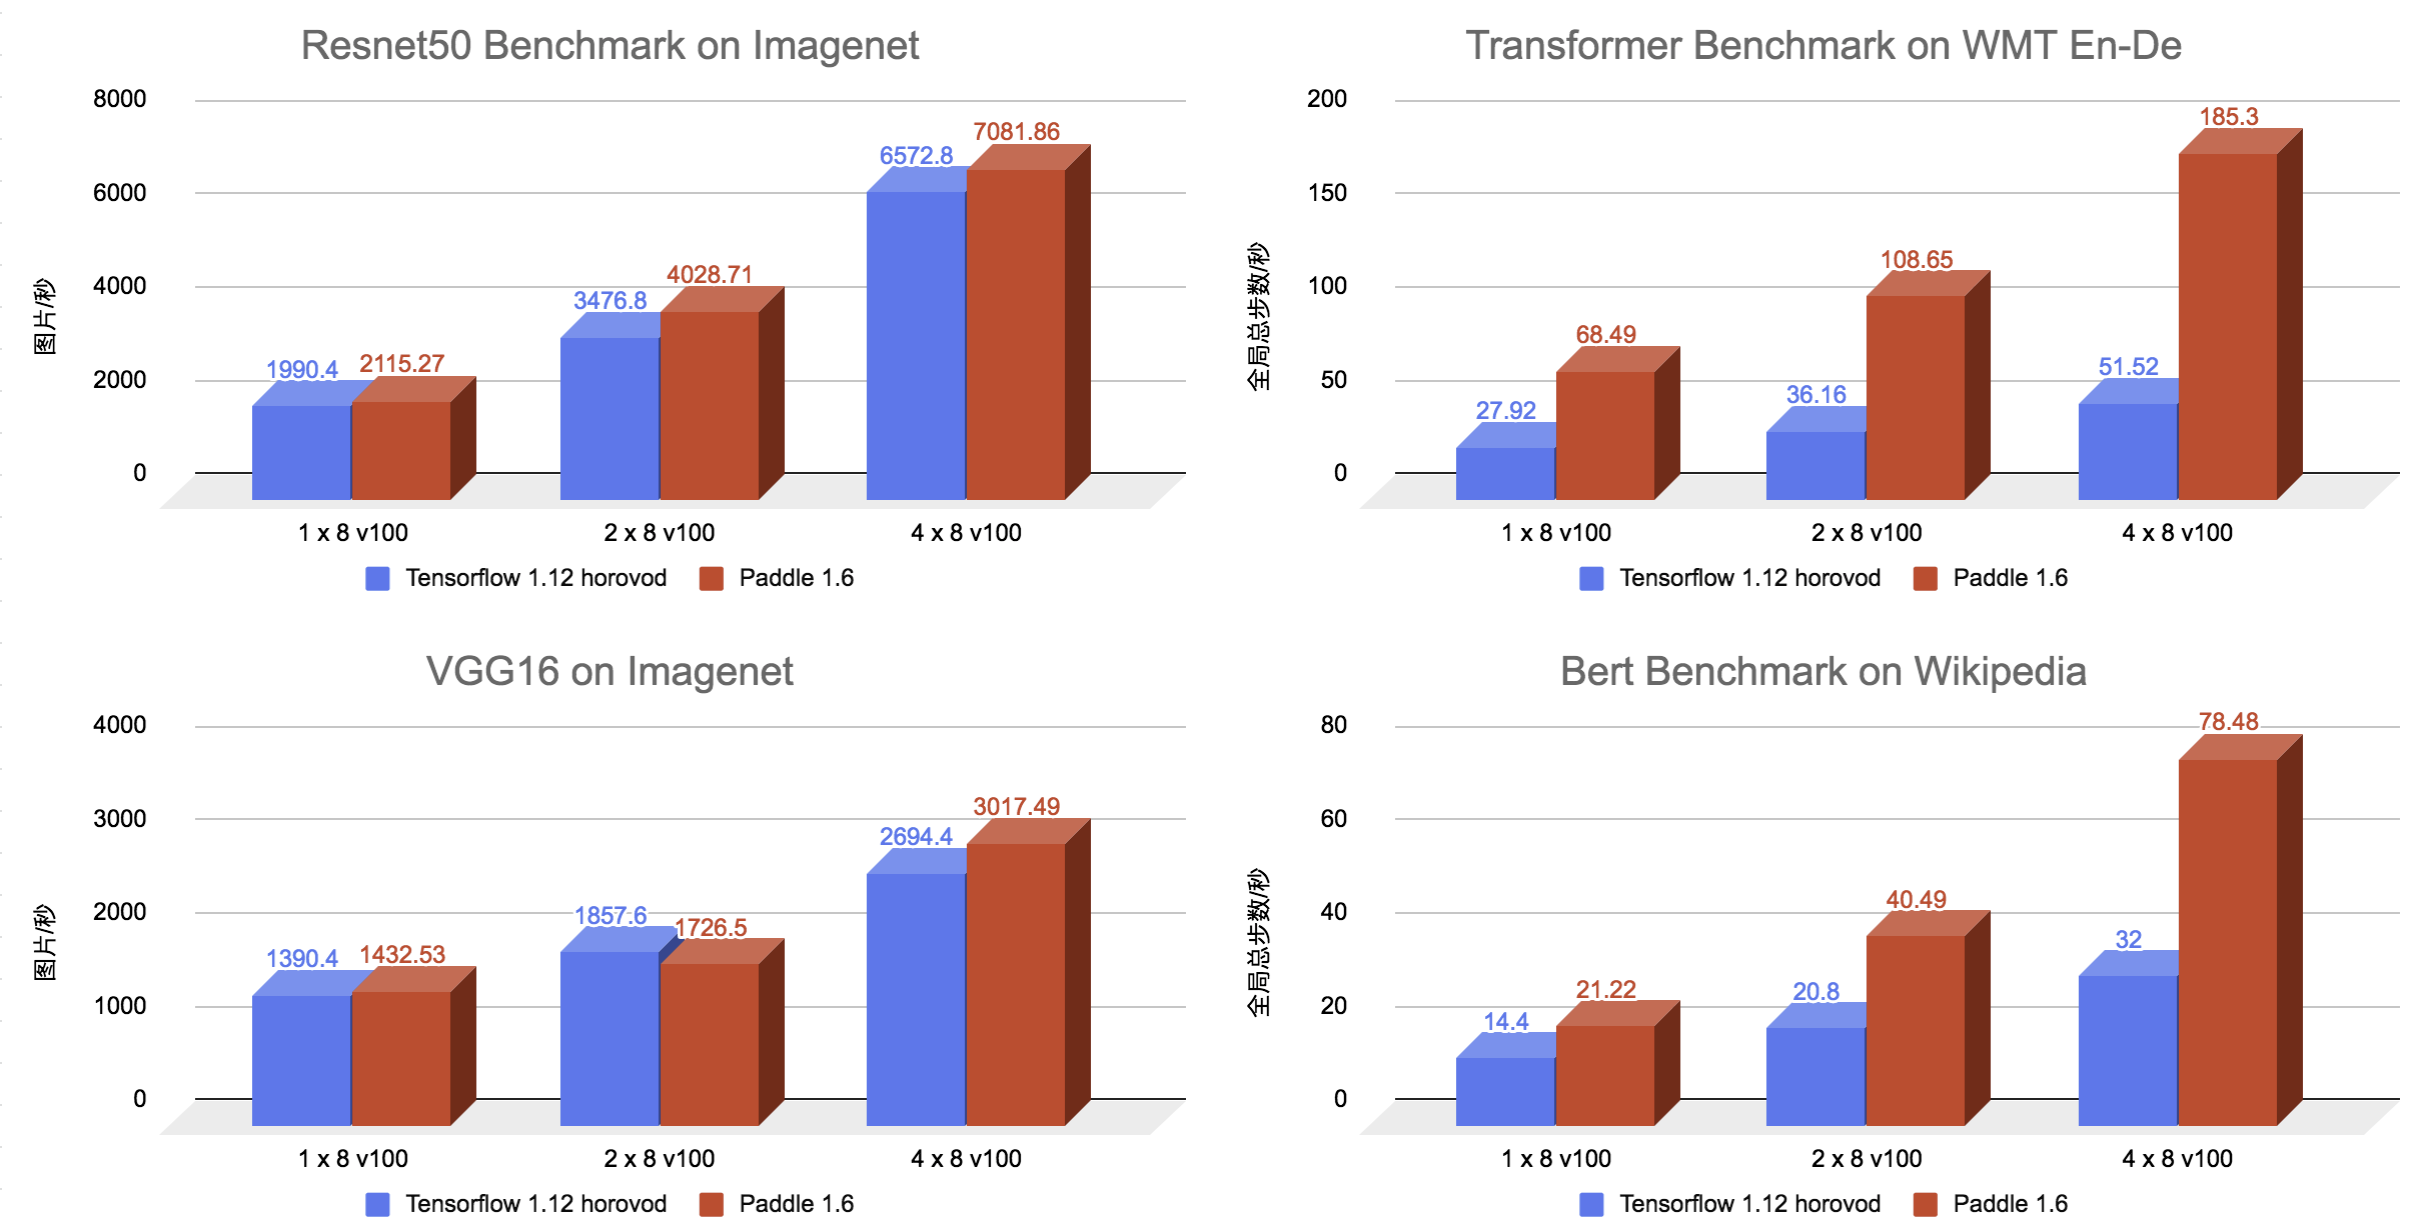 Resnet50 Benchmark on Imagenet
8000
6000
4000
2000
0
图片/秒
1990.4
2115.27
3476.8
4028.71
6572.8
7081.86
1 x 8 v100
2 x 8 v100
4 x 8 v100
Tensorflow 1.12 horovod
Paddle 1.6
Transformer Benchmark on WMT En-De
200
150
100
50
0
全局总步数/秒
27.92
68.49
36.16
108.65
51.52
185.3
1 x 8 v100
2 x 8 v100
4 x 8 v100
Tensorflow 1.12 horovod
Paddle 1.6
VGG16 on Imagenet
4000
3000
2000
1000
0
图片/秒
1390.4
1432.53
1857.6
1726.5
2694.4
3017.49
1 x 8 v100
2 x 8 v100
4 x 8 v100
Tensorflow 1.12 horovod
Paddle 1.6
Bert Benchmark on Wikipedia
80
60
40
20
0
全局总步数/秒
14.4
21.22
20.8
40.49
32
78.48
1 x 8 v100
2 x 8 v100
4 x 8 v100
Tensorflow 1.12 horovod
Paddle 1.6